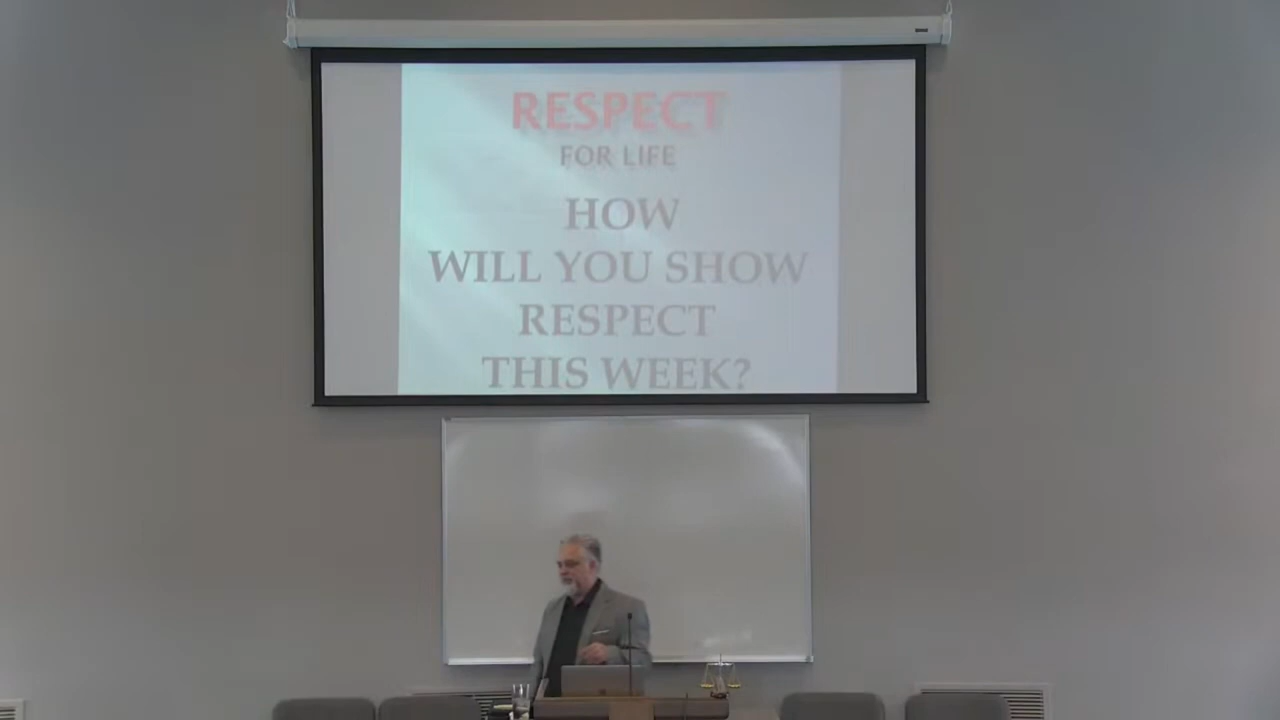 RESPECT
FOR LIFE
HOW
WILL YOU SHOW
RESPECT
THIS WEEK?